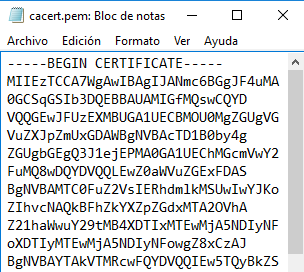 cacert.pem: Bloc de notas
Archivo Edición Formato Ver Ayuda
-----BEGIN CERTIFICATE-----
MIIEzTCCA7WgAwIBAgIJANmc6BGgJF4uMA
0GCSqGSIb3DQEBBAUAMIGfMQswCQYD
VQQGEwJFUzEXMBUGA1UECBMOU0MgZGUgVG
VuZXJpZmUxGDAWBgNVBAcTD1B0by4g
ZGUgbGEgQ3J1ejEPMA0GA1UEChMGcmVwY2
FuMQ8wDQYDVQQLEwZ0aWVuZGExFDAS
BgNVBAMTC0FuZ2VsIERhdm1kMSUwIwYJKo
ZIhvcNAQkBFhZkYXZpZGdxMTA2OVhA
Z21haWwuY29tMB4XDTIxMTEwMjA5NDIyNF
oXDTIyMTEwMjA5NDIyNFowgZ8xCzAJ
BgNVBAYTAkVTMRcwFQYDVQQIEw5TQyBkZS